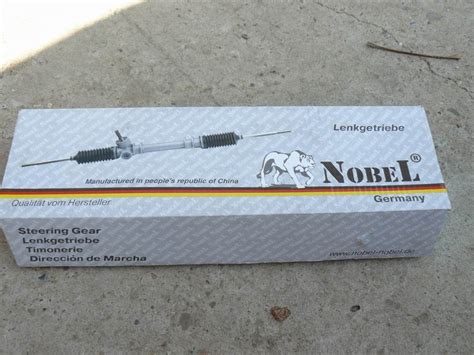 Lenkgetriebe
NOBEL®
Manufactured in people's republic of China
Germany
Qualität vom Hersteller
Steering Gear
Lenkgetriebe
Timonerie
Dirección de Marcha
www.nobel-nobel.de